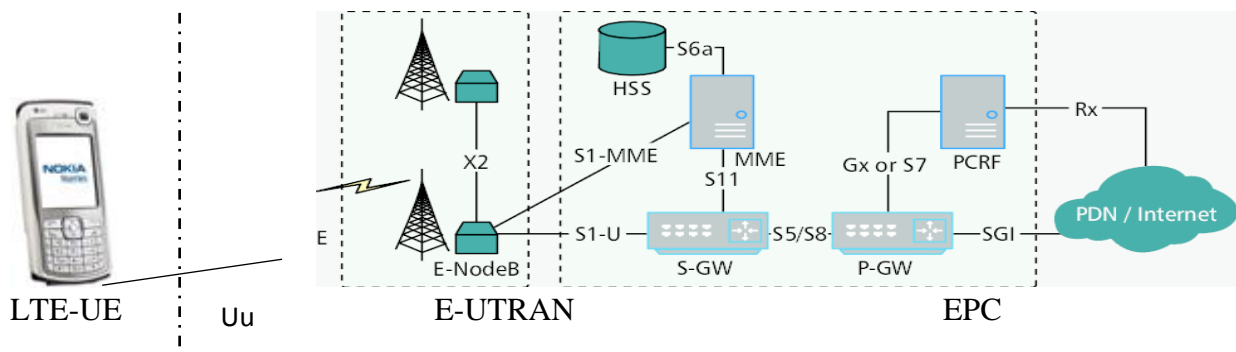 S6a
HSS
NOKIA
Rx
X2
S1-MME
MME
Gx or S7
PCRF
S11
PDN / Internet
E
S1-U
S5/S8
SGI
E-NodeB
S-GW
P-GW
LTE-UE
Uu
E-UTRAN
EPC